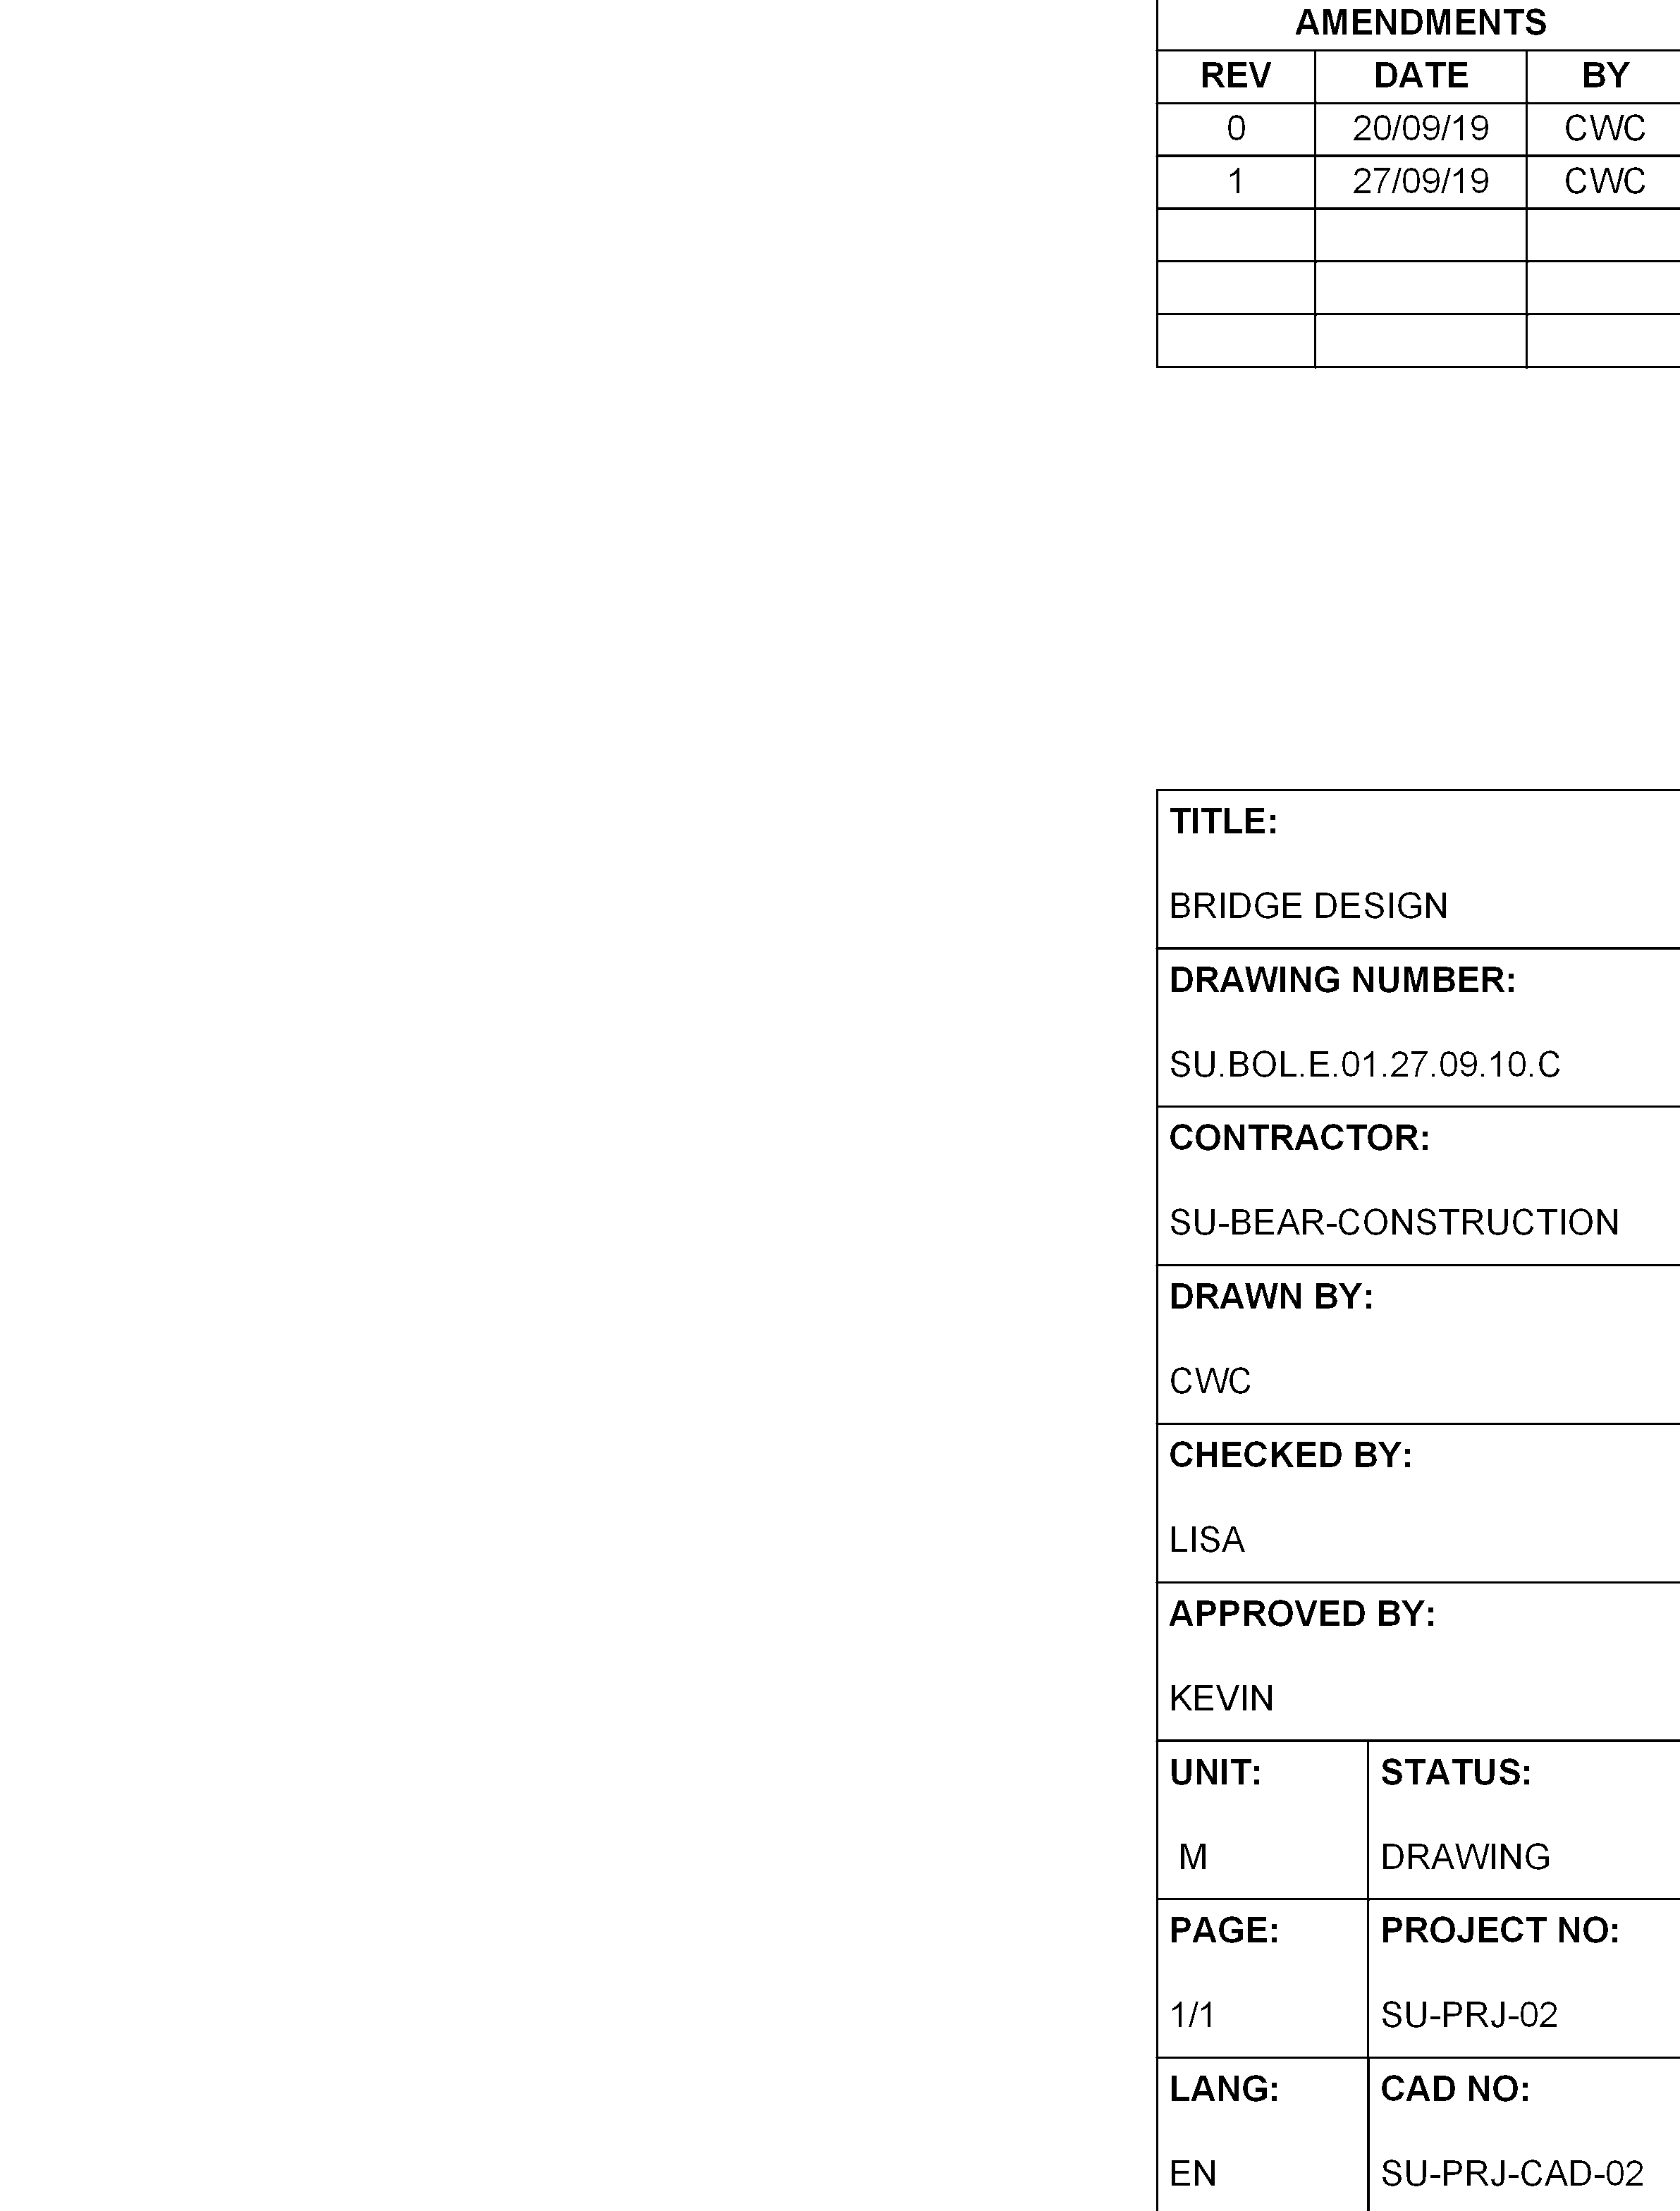 AMENDMENTS
REV DATE BY
0 20/09/19 CWC
1 27/09/19 CWC
TITLE:
BRIDGE DESIGN
DRAWING NUMBER:
SU.BOL.E.01.27.09.10.C
CONTRACTOR:
SU-BEAR-CONSTRUCTION
DRAWN BY:
CWC
CHECKED BY:
LISA
APPROVED BY:
KEVIN
UNIT: STATUS:
M DRAWING
PAGE: PROJECT NO:
1/1 SU-PRJ-02
LANG: CAD NO:
EN SU-PRJ-CAD-02